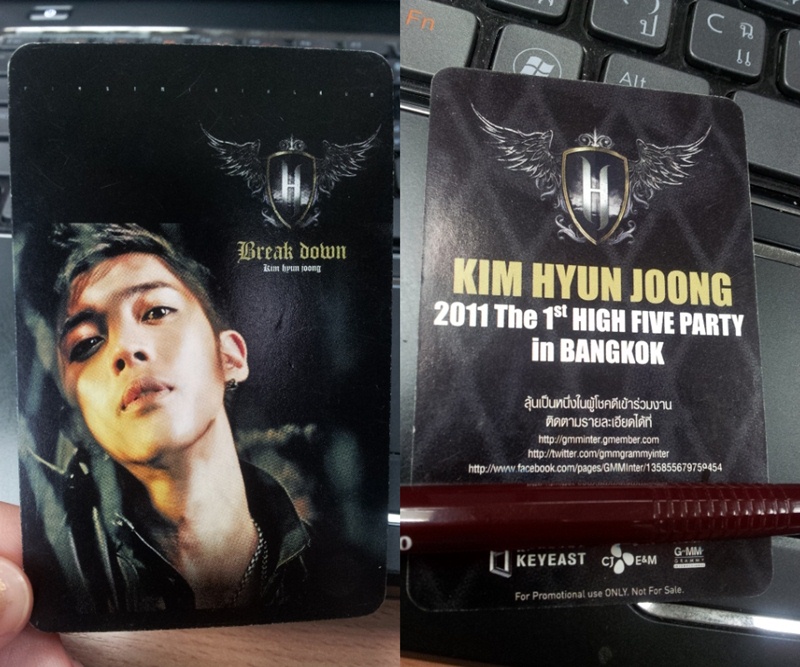 H
Break down
Kim hyun joong
Fn
ป
C
ฉ
แ
Alt
H
KIM HYUN JOONG
2011 The 1st HIGH FIVE PARTY
in BANGKOK
ลุ้นเป็นหนึ่งในผู้โชคดีเข้าร่วมงาน
ติดตามรายละเอียดได้ที่
http://gmminter.gmember.com
http://twitter.com/gmmgrammyinter
http://www.facebook.com/pages/GMMInter/135855679759454
KEYEAST
CJ E&M
GMM
GRAMMY
For Promotional use ONLY. Not For Sale.